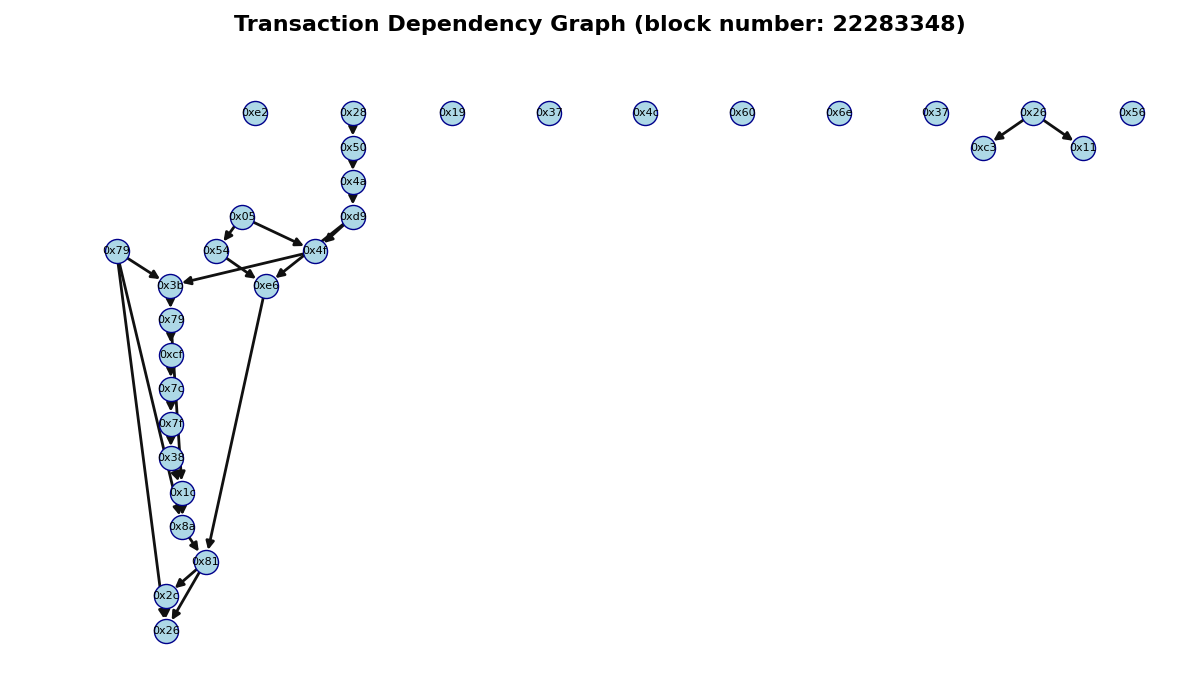 Transaction Dependency Graph (block number: 22283348)
0xe2 0x28 0x19 0x37 0x4c 0x60 0x6e 0x37 0x26 0x56
0x50 0xc3 0x11
0x4a
0x05 0xd9
0x79 0x54 0x4f
0x3b 0xe6
0x79
0xcf
0x7c
0x7f
0x38
0x1c
0x8a
0x81
0x2c
0x26